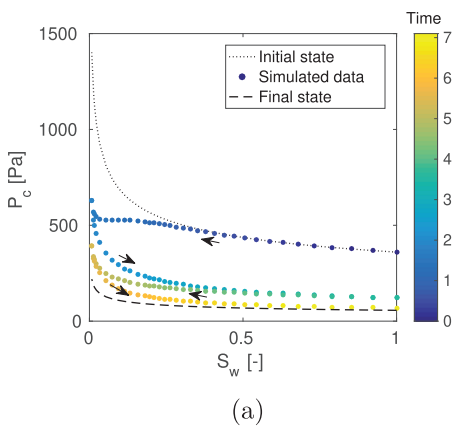 Time
1500
1000
500
0
P_c [Pa]
Initial state
Simulated data
Final state
7
6
5
4
3
2
1
0
0
0.5
1
S_w [-]
(a)